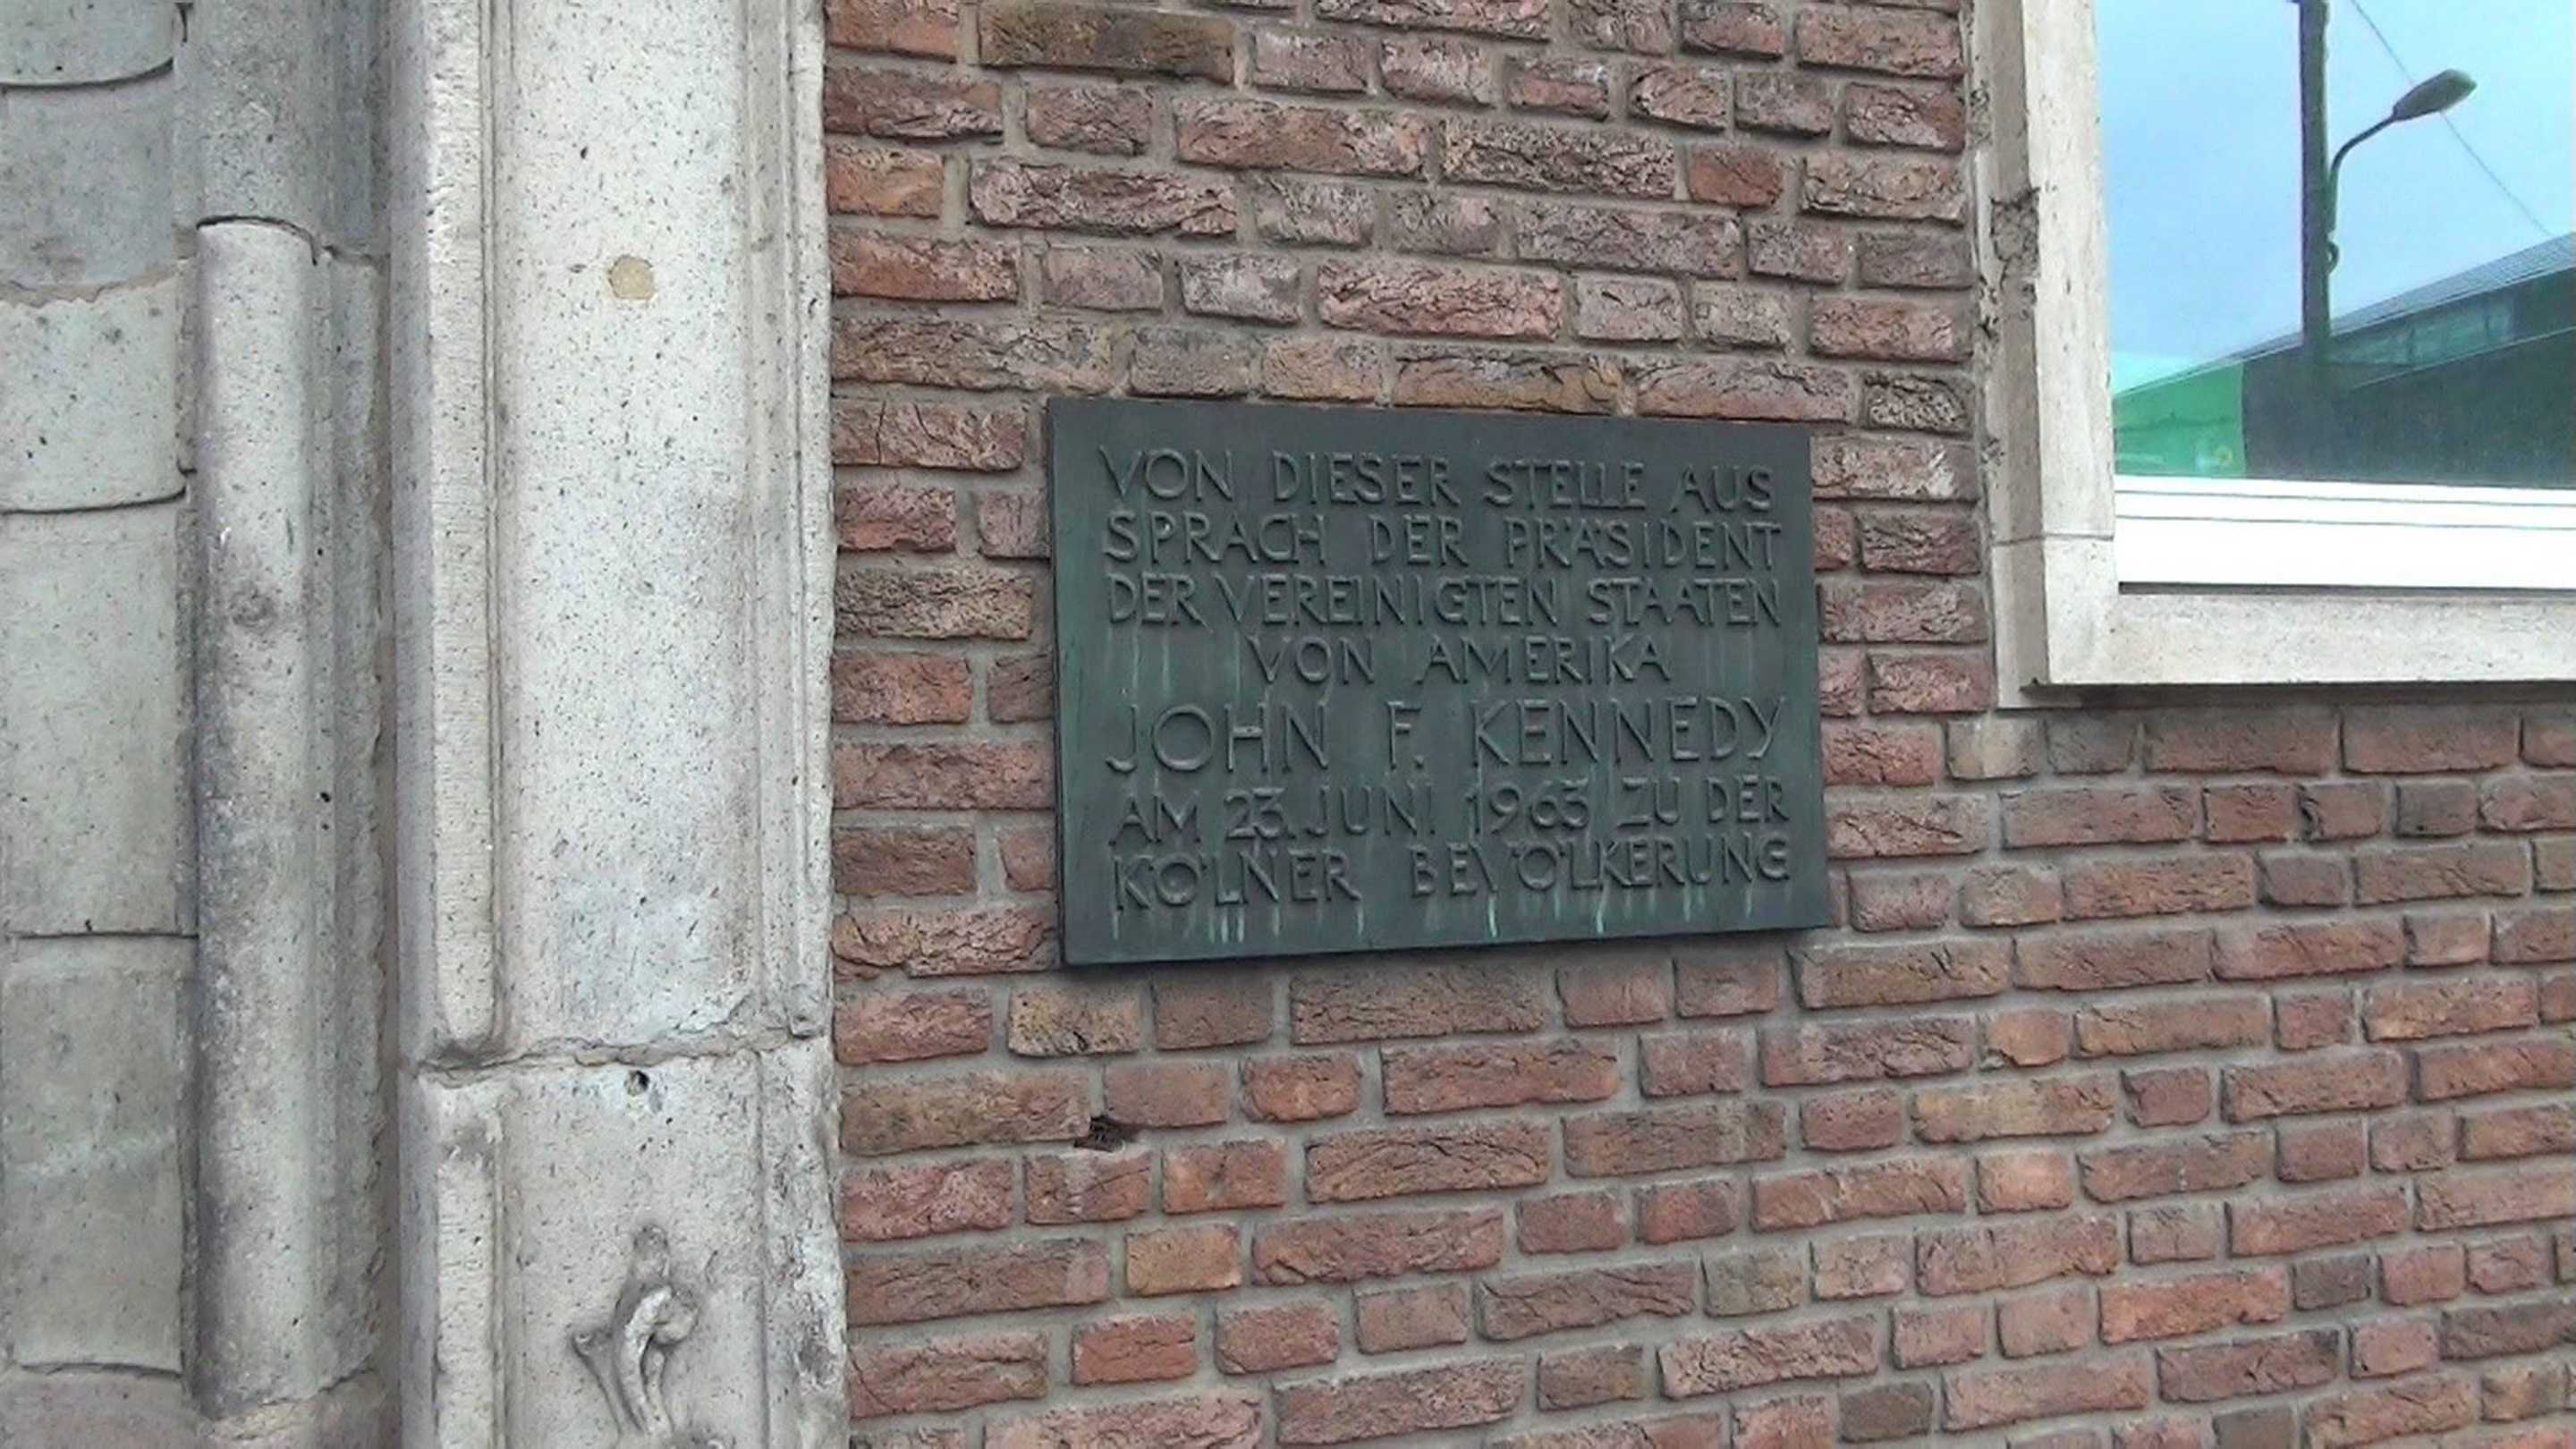 VON DIESER STELLE AUS
SPRACH DER PRÄSIDENT
DER VEREINIGTEN STAATEN
VON AMERIKA
JOHN F. KENNEDY
AM 23. JUNI 1963 ZU DER
KÖLNER BEVÖLKERUNG